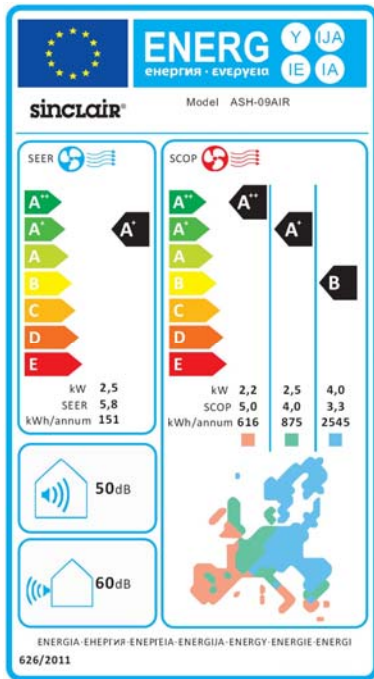 ENERG
енергия · ενεργεια
Y IJA
IE IA
sinclair®
Model ASH-09AIR
SEER
A++
A+
A
B
C
D
E
A+
kW 2,5
SEER 5,8
kWh/annum 151
SCOP
A++
A+
A
B
C
D
E
A++
A+
B
kW 2,2 2,5 4,0
SCOP 5,0 4,0 3,3
kWh/annum 616 875 2545
50dB
60dB
ENERGIA·ЕНЕРГИЯ·ΕΝΕΡΓΕΙΑ·ENERGIJA·ENERGY·ENERGIE·ENERGI
626/2011